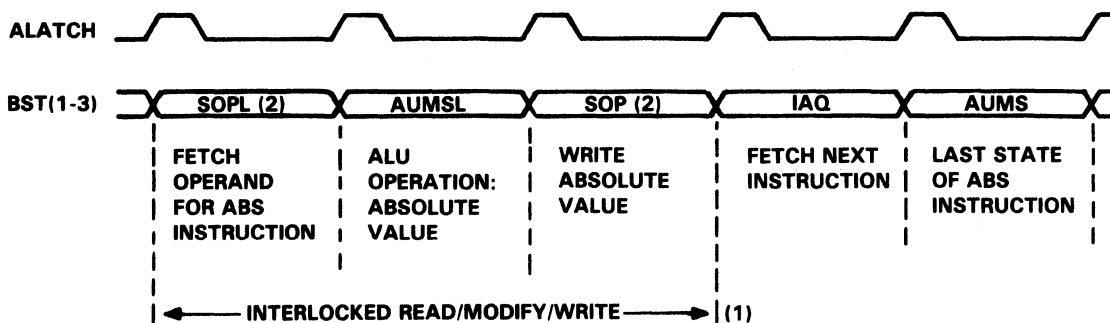 ALATCH
BST(1-3) SOPL (2) AUMSL SOP (2) IAQ AUMS
FETCH OPERAND FOR ABS INSTRUCTION
ALU OPERATION: ABSOLUTE VALUE
WRITE ABSOLUTE VALUE
FETCH NEXT INSTRUCTION
LAST STATE OF ABS INSTRUCTION
INTERLOCKED READ/MODIFY/WRITE (1)